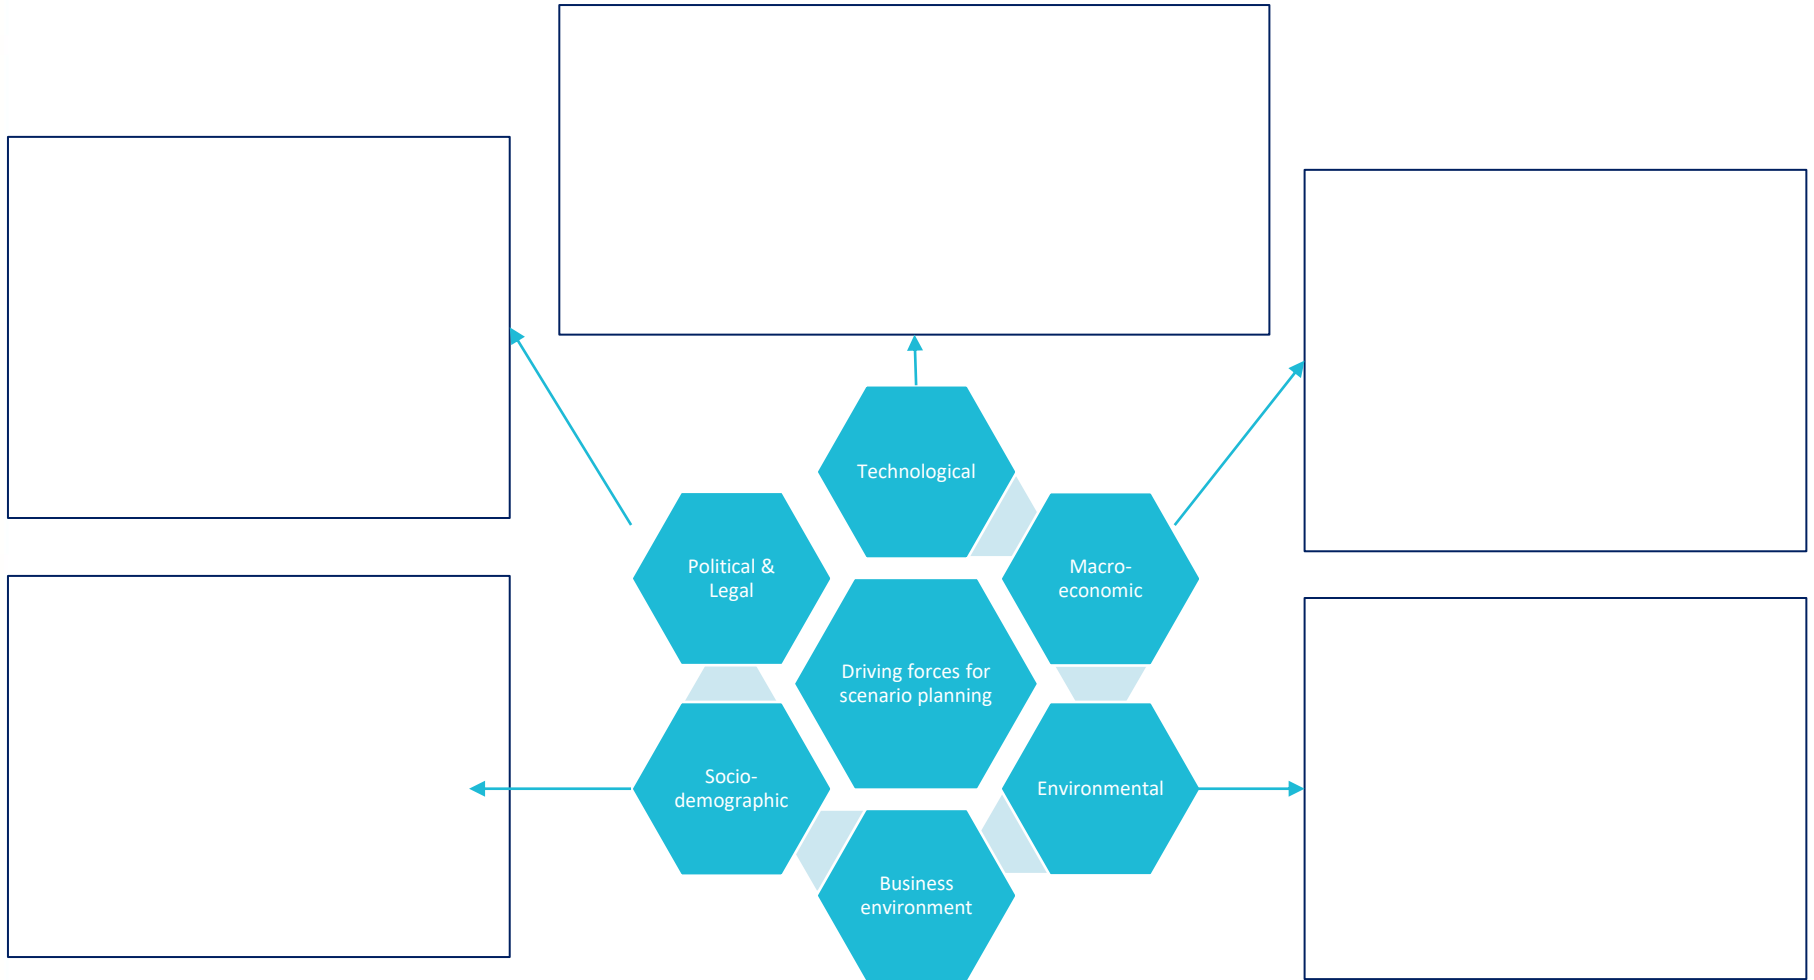 Technological
Political &
Legal
Macro-
economic
Driving forces for
scenario planning
Socio-
demographic
Environmental
Business
environment